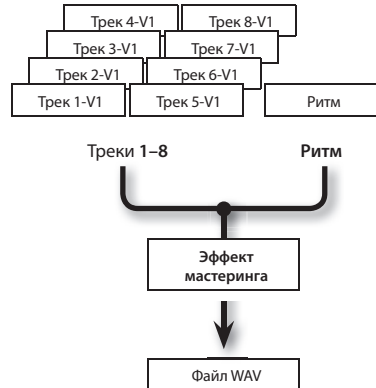 Трек 4-V1 Трек 8-V1
Трек 3-V1 Трек 7-V1
Трек 2-V1 Трек 6-V1
Трек 1-V1 Трек 5-V1 Ритм
Треки 1–8 Ритм
Эффект
мастеринга
Файл WAV